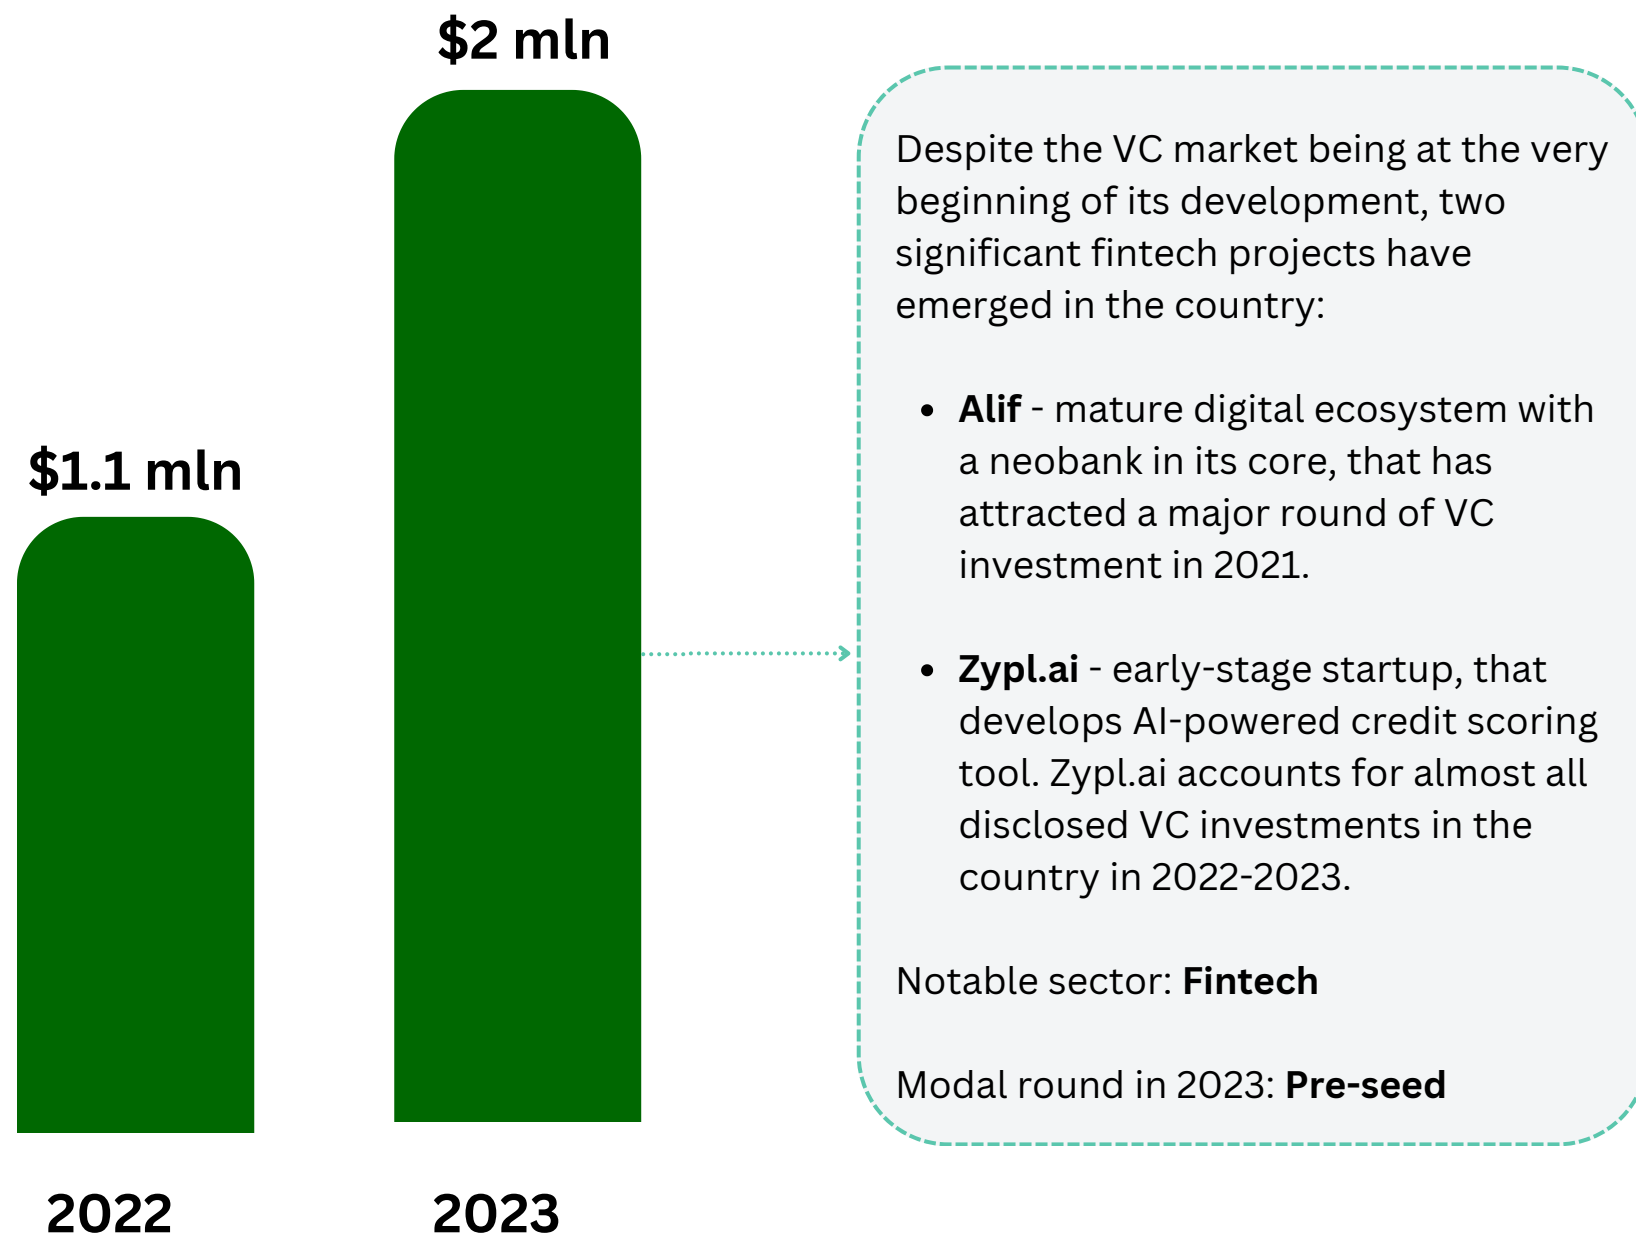 $2 mln
$1.1 mln
2022
2023
Despite the VC market being at the very
beginning of its development, two
significant fintech projects have
emerged in the country:
• Alif - mature digital ecosystem with
a neobank in its core, that has
attracted a major round of VC
investment in 2021.
• Zypl.ai - early-stage startup, that
develops AI-powered credit scoring
tool. Zypl.ai accounts for almost all
disclosed VC investments in the
country in 2022-2023.
Notable sector: Fintech
Modal round in 2023: Pre-seed